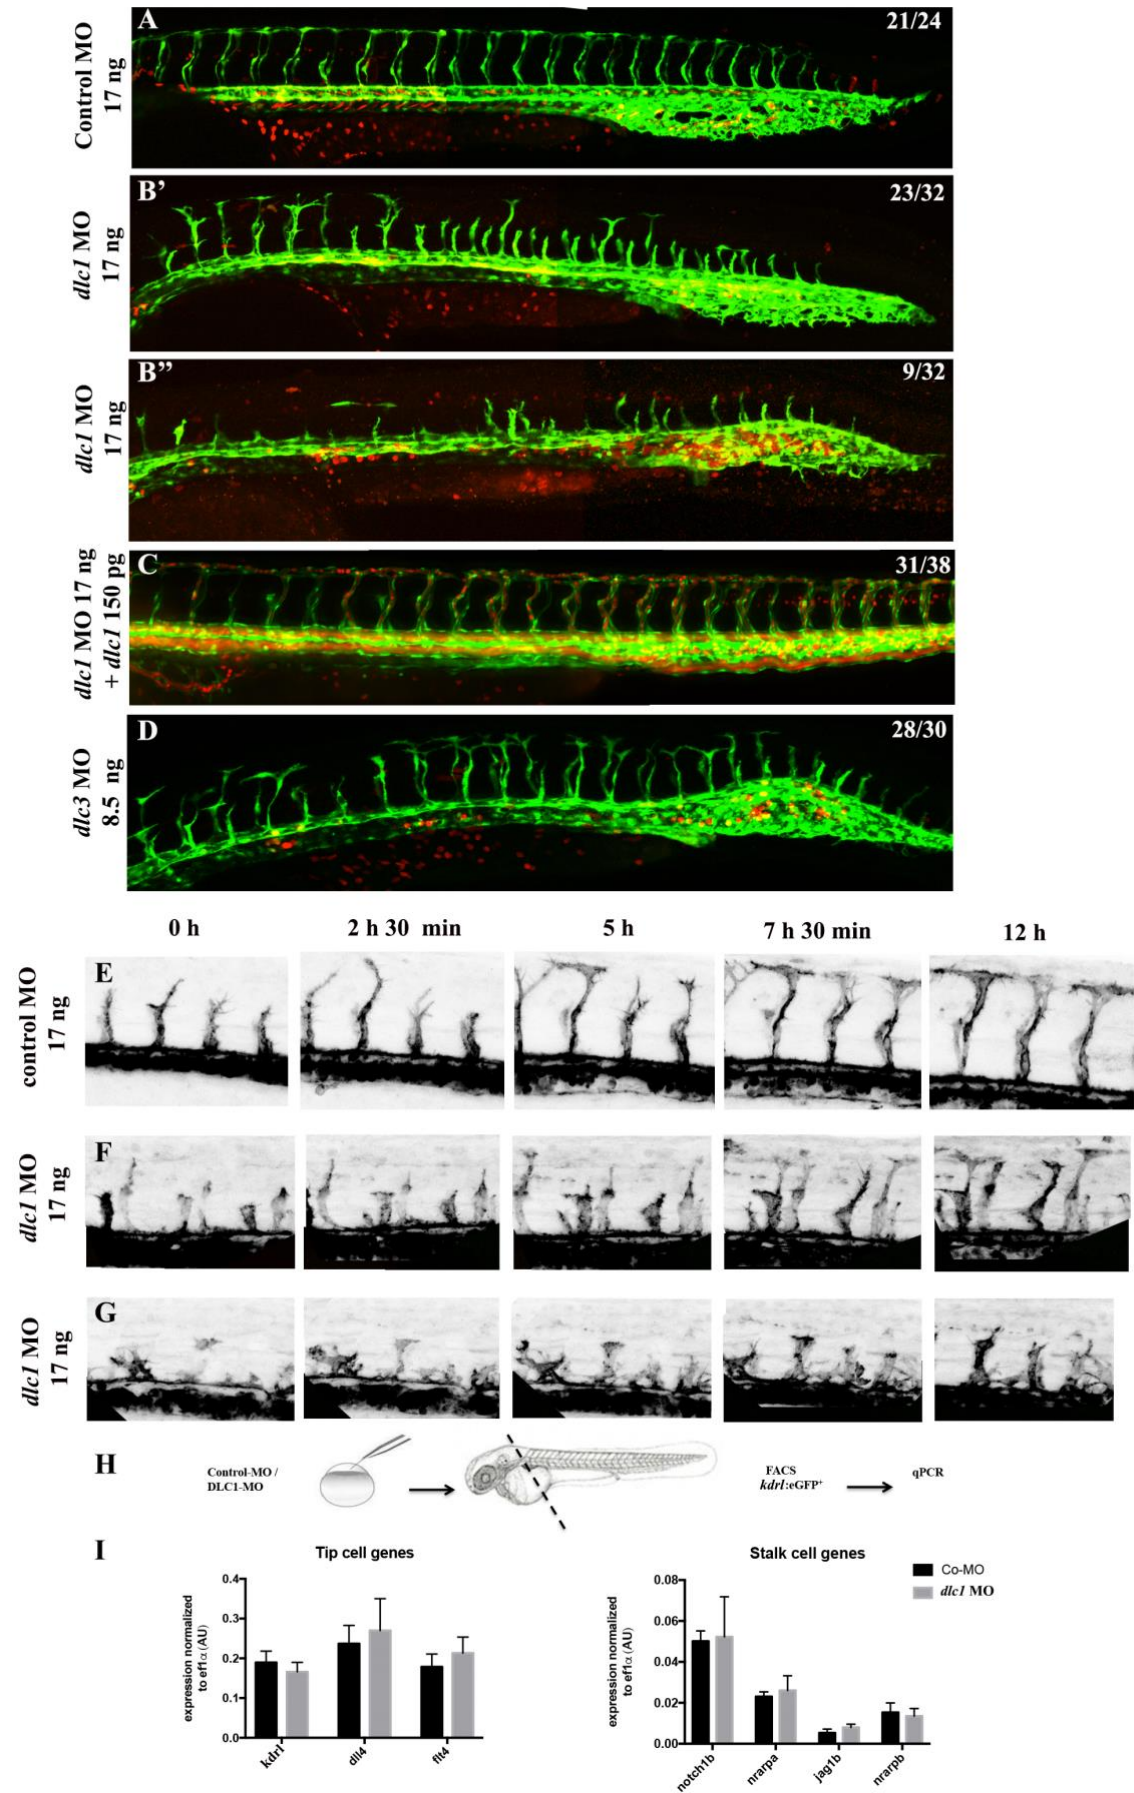 A
21/24
Control MO
17 ng
B’
23/32
dlc1 MO
17 ng
B”
9/32
dlc1 MO
17 ng
C
31/38
dlc1 MO 17 ng
+ dlc1 150 pg
D
28/30
dlc3 MO
8.5 ng
0 h
2 h 30 min
5 h
7 h 30 min
12 h
E
control MO
17 ng
F
dlc1 MO
17 ng
G
dlc1 MO
17 ng
H
Control-MO /
DLC1-MO
FACS
kdrl:eGFP+
qPCR
I
Tip cell genes
expression normalized
to ef1α (AU)
0.4
0.3
0.2
0.1
0.0
kdrl
dll4
flt4
Stalk cell genes
expression normalized
to ef1α (AU)
0.08
0.06
0.04
0.02
0.00
notch1b
nrarpa
jag1b
nrarpb
Co-MO
dlc1 MO